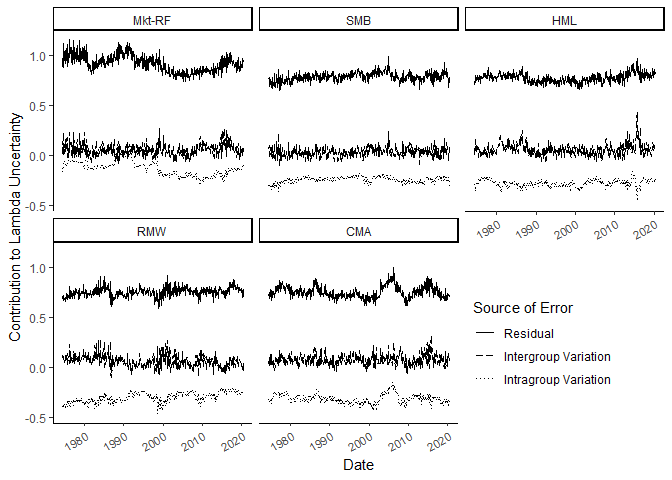 Mkt-RF
SMB
HML
1.0
0.5
0.0
-0.5
1980
1990
2000
2010
2020
RMW
CMA
1.0
0.5
0.0
-0.5
1980
1990
2000
2010
2020
1980
1990
2000
2010
2020
Contribution to Lambda Uncertainty
Date
Source of Error
Residual
Intergroup Variation
Intragroup Variation